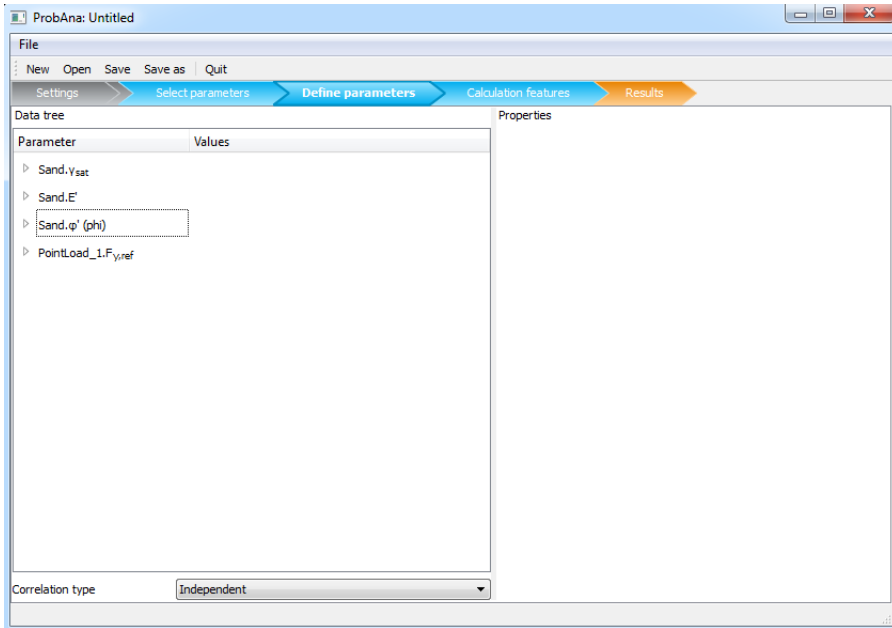 ProbAna: Untitled
File
New Open Save Save as Quit
Settings Select parameters Define parameters Calculation features Results
Data tree Properties
Parameter Values
Sand.γsat
Sand.E'
Sand.φ' (phi)
PointLoad_1.Fy,ref
Correlation type Independent